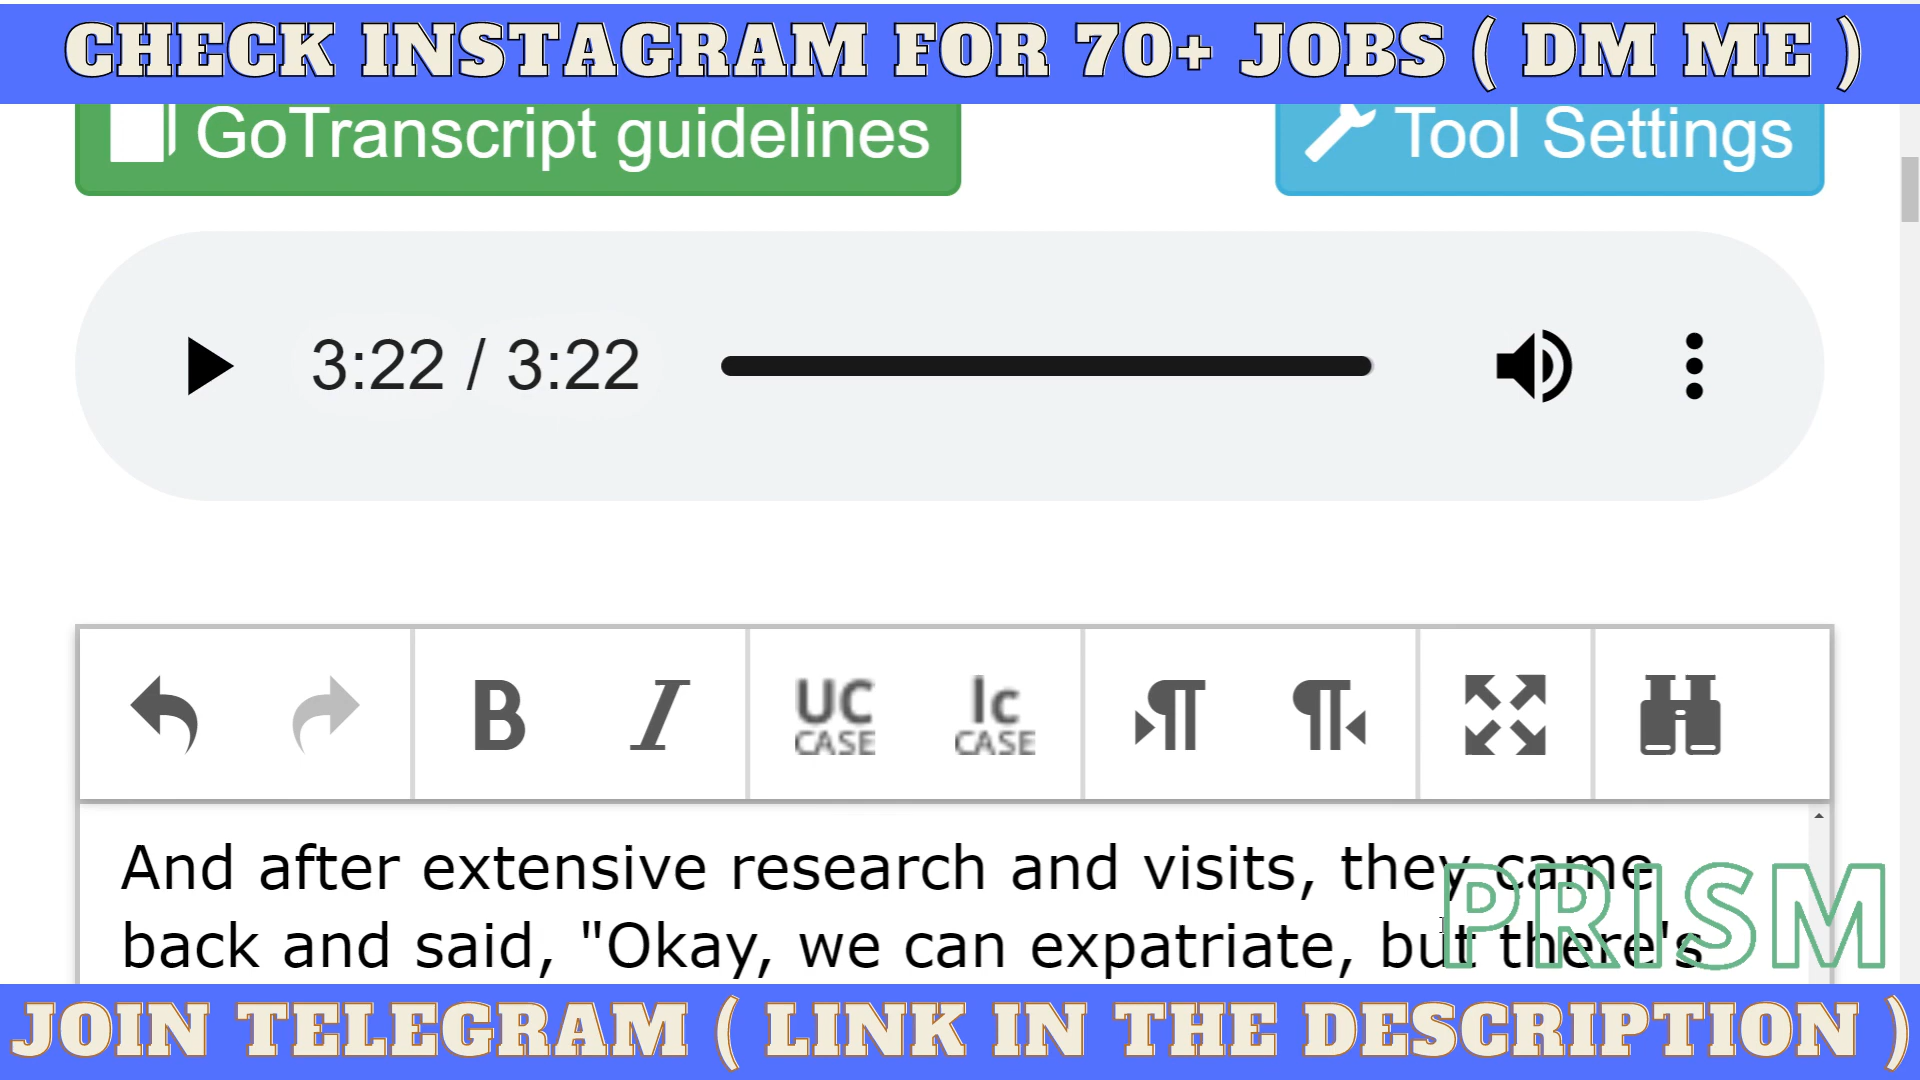 CHECK INSTAGRAM FOR 70+ JOBS ( DM ME )
GoTranscript guidelines
Tool Settings
3:22 / 3:22
B I UC CASE lc CASE
And after extensive research and visits, they came
back and said, "Okay, we can expatriate, but there's
PRISM
JOIN TELEGRAM ( LINK IN THE DESCRIPTION )